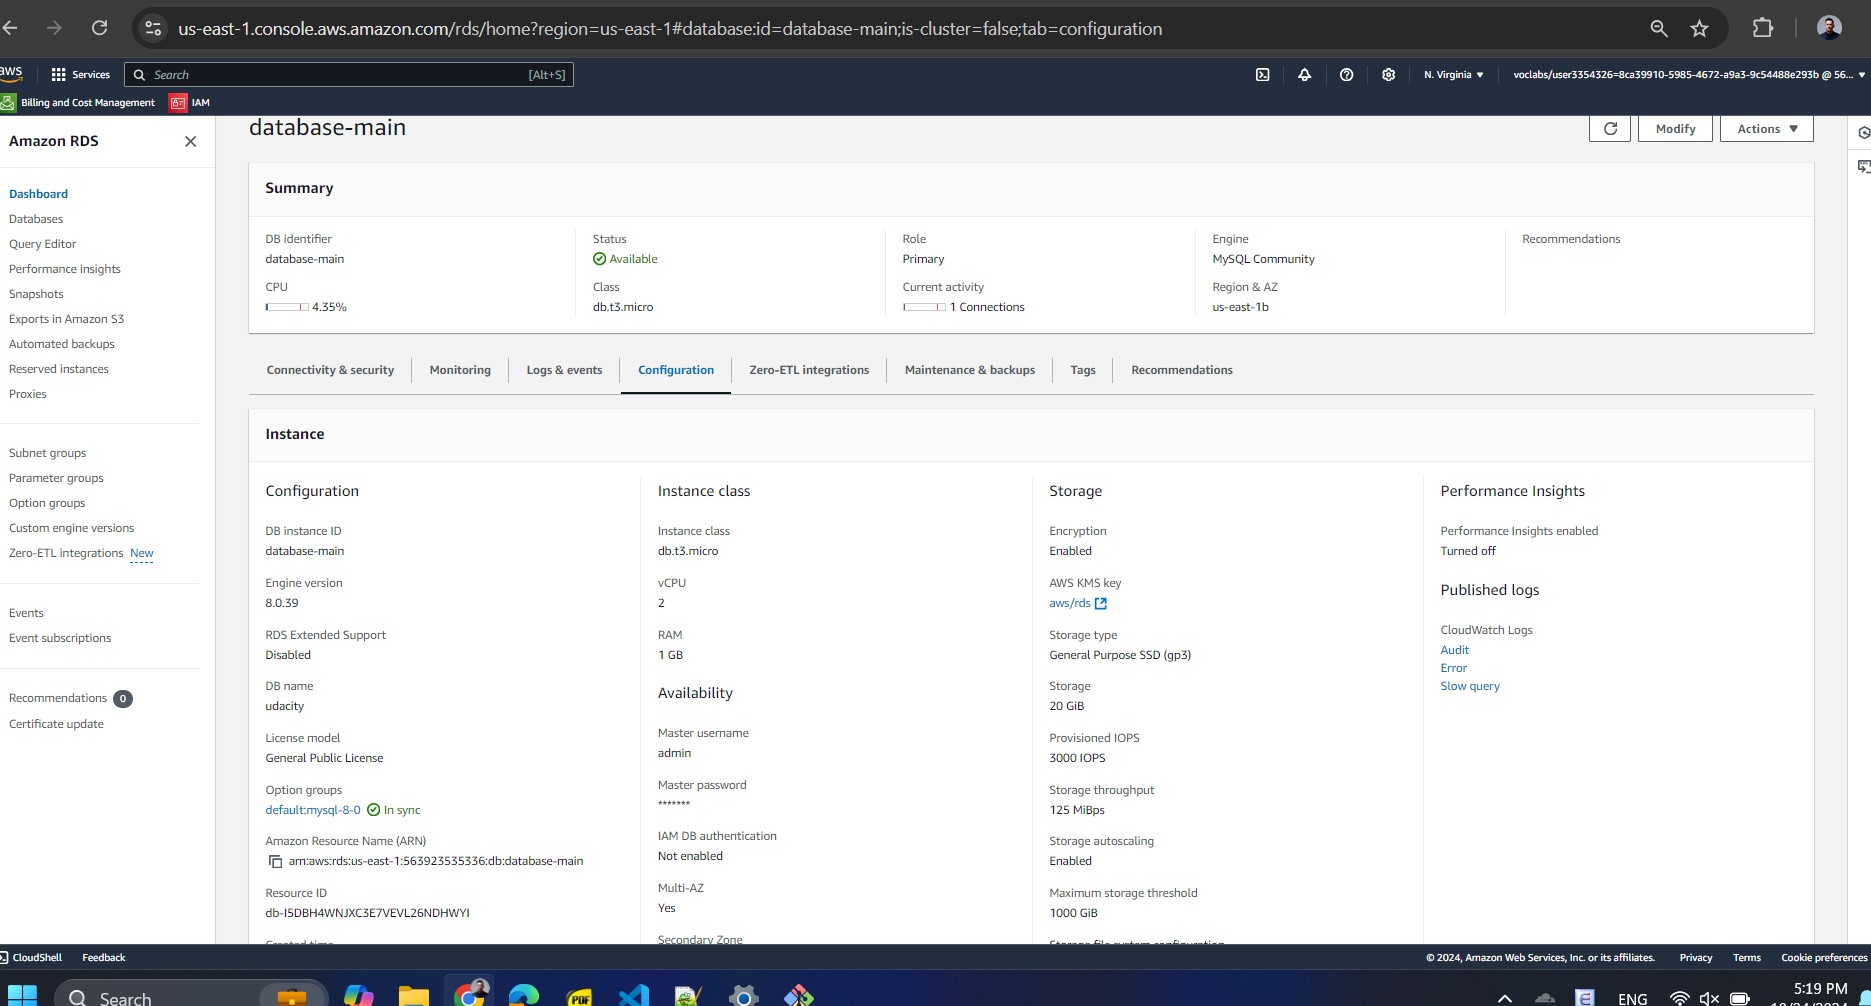 us-east-1.console.aws.amazon.com/rds/home?region=us-east-1#database:id=database-main;is-cluster=false;tab=configuration
aws
Services
Search
[Alt+S]
N. Virginia
voclabs/user3354326=8ca39910-5985-4672-a9a3-9c54488e293b @ 56...
Billing and Cost Management
IAM
Amazon RDS
Dashboard
Databases
Query Editor
Performance insights
Snapshots
Exports in Amazon S3
Automated backups
Reserved instances
Proxies
Subnet groups
Parameter groups
Option groups
Custom engine versions
Zero-ETL integrations New
Events
Event subscriptions
Recommendations 0
Certificate update
database-main
Modify
Actions
Summary
DB identifier
database-main
CPU
4.35%
Status
Available
Class
db.t3.micro
Role
Primary
Current activity
1 Connections
Engine
MySQL Community
Region & AZ
us-east-1b
Recommendations
Connectivity & security
Monitoring
Logs & events
Configuration
Zero-ETL integrations
Maintenance & backups
Tags
Recommendations
Instance
Configuration
DB instance ID
database-main
Engine version
8.0.39
RDS Extended Support
Disabled
DB name
udacity
License model
General Public License
Option groups
default:mysql-8-0 In sync
Amazon Resource Name (ARN)
arn:aws:rds:us-east-1:563923535336:db:database-main
Resource ID
db-I5DBH4WNJXC3E7VEVL26NDHWYI
Created time
Instance class
Instance class
db.t3.micro
vCPU
2
RAM
1 GB
Availability
Master username
admin
Master password
*******
IAM DB authentication
Not enabled
Multi-AZ
Yes
Secondary Zone
Storage
Encryption
Enabled
AWS KMS key
aws/rds
Storage type
General Purpose SSD (gp3)
Storage
20 GiB
Provisioned IOPS
3000 IOPS
Storage throughput
125 MiBps
Storage autoscaling
Enabled
Maximum storage threshold
1000 GiB
Storage file system configuration
Performance Insights
Performance Insights enabled
Turned off
Published logs
CloudWatch Logs
Audit
Error
Slow query
CloudShell
Feedback
© 2024, Amazon Web Services, Inc. or its affiliates.
Privacy
Terms
Cookie preferences
Search
PDF
ENG
5:19 PM